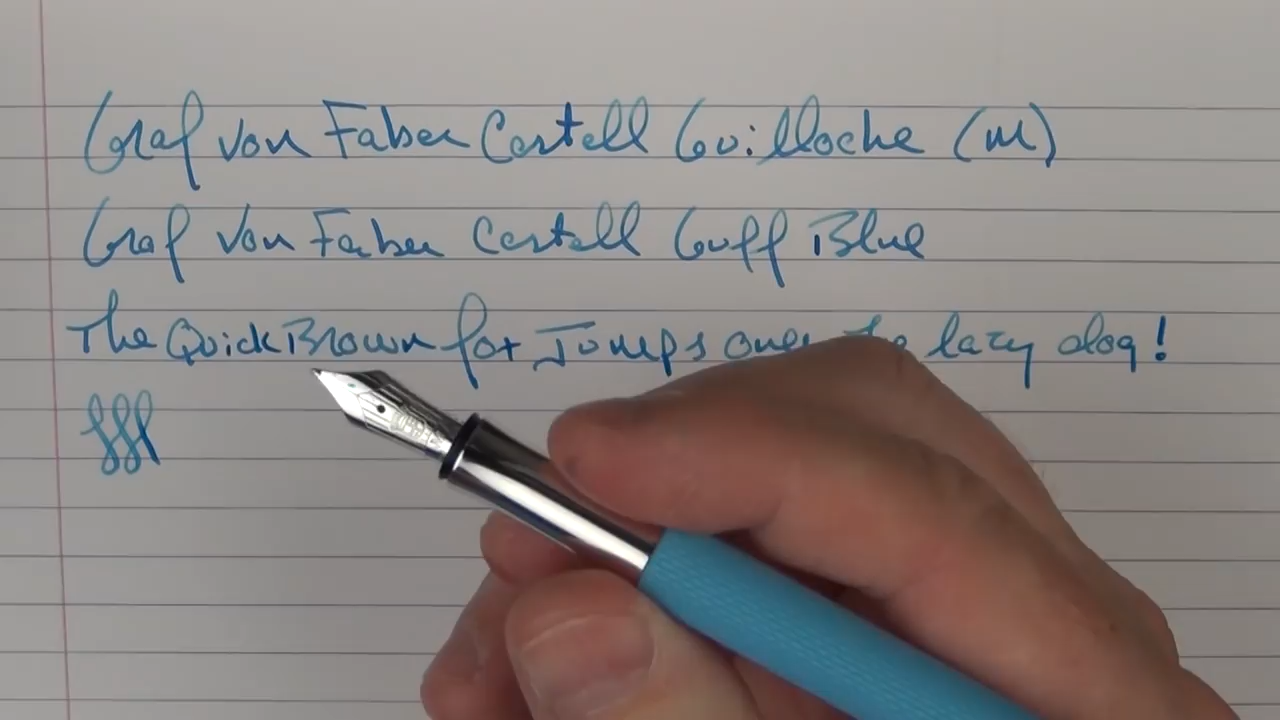 Graf von Faber Castell Guilloche (M)
Graf Von Faber Castell Gulf Blue
The Quick Brown fox Jumps over the lazy dog!